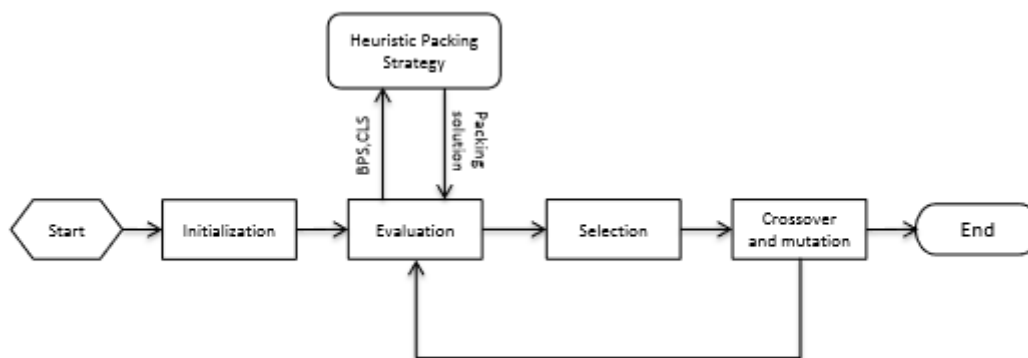 Heuristic Packing
Strategy
BPS,CLS
Packing
solution
Start
Initialization
Evaluation
Selection
Crossover
and mutation
End